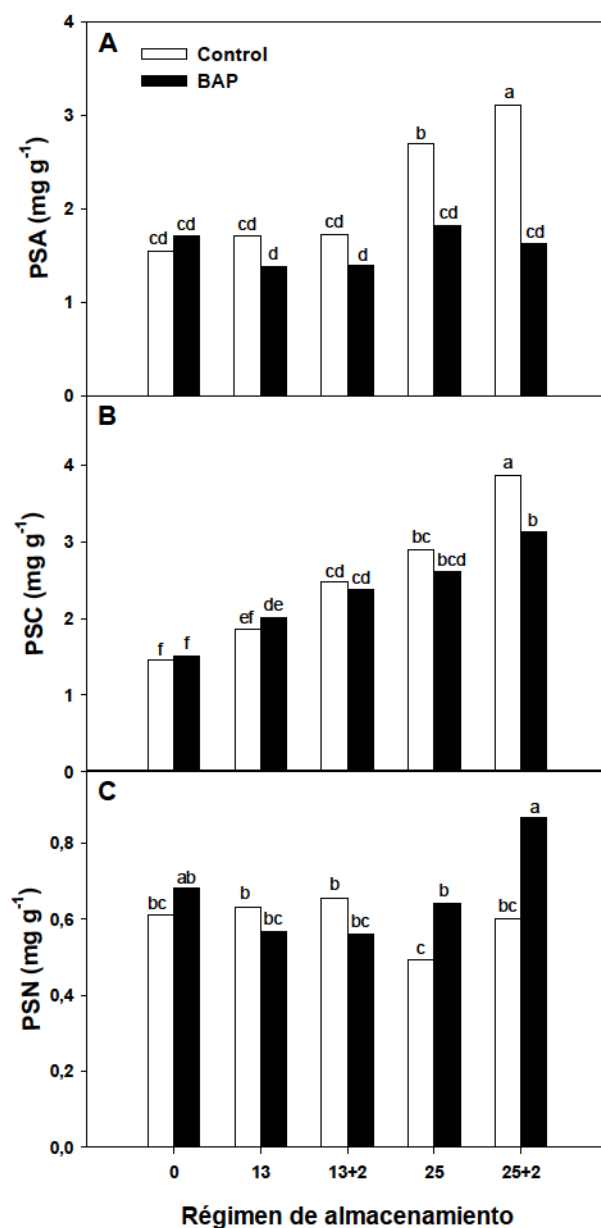 A
Control
BAP
PSA (mg g-1)
4
3
2
1
0
cd cd cd d cd d b cd a cd
B
PSC (mg g-1)
4
3
2
1
0
f f ef de cd cd bc bcd a b
C
PSN (mg g-1)
0,8
0,6
0,4
0,2
0,0
bc ab b bc b bc c b bc a
0 13 13+2 25 25+2
Régimen de almacenamiento